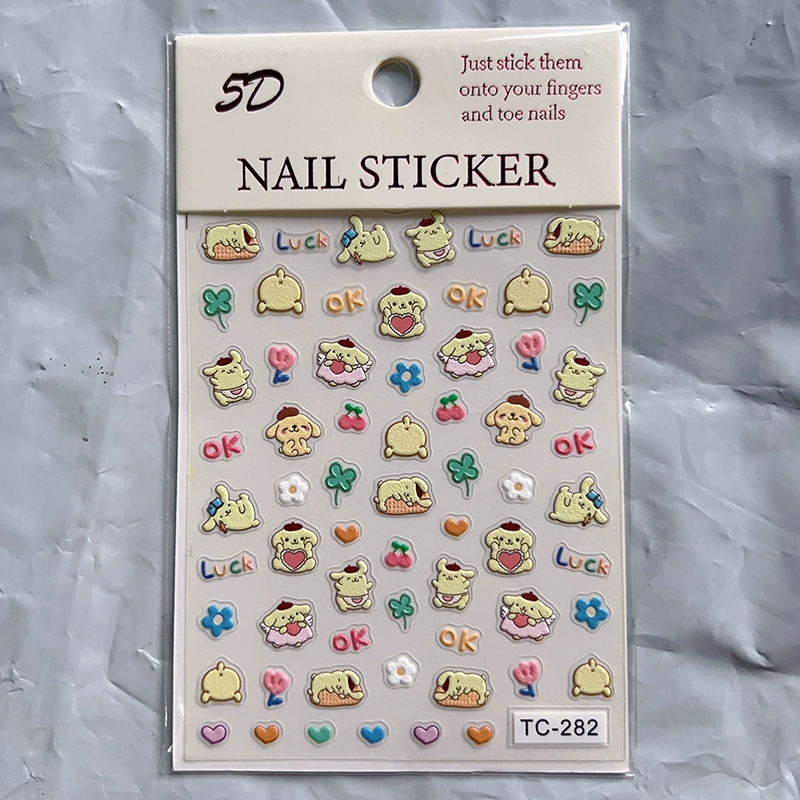 5D
Just stick them
onto your fingers
and toe nails
NAIL STICKER
Luck Luck
OK OK
OK OK
Luck Luck
OK OK
TC-282